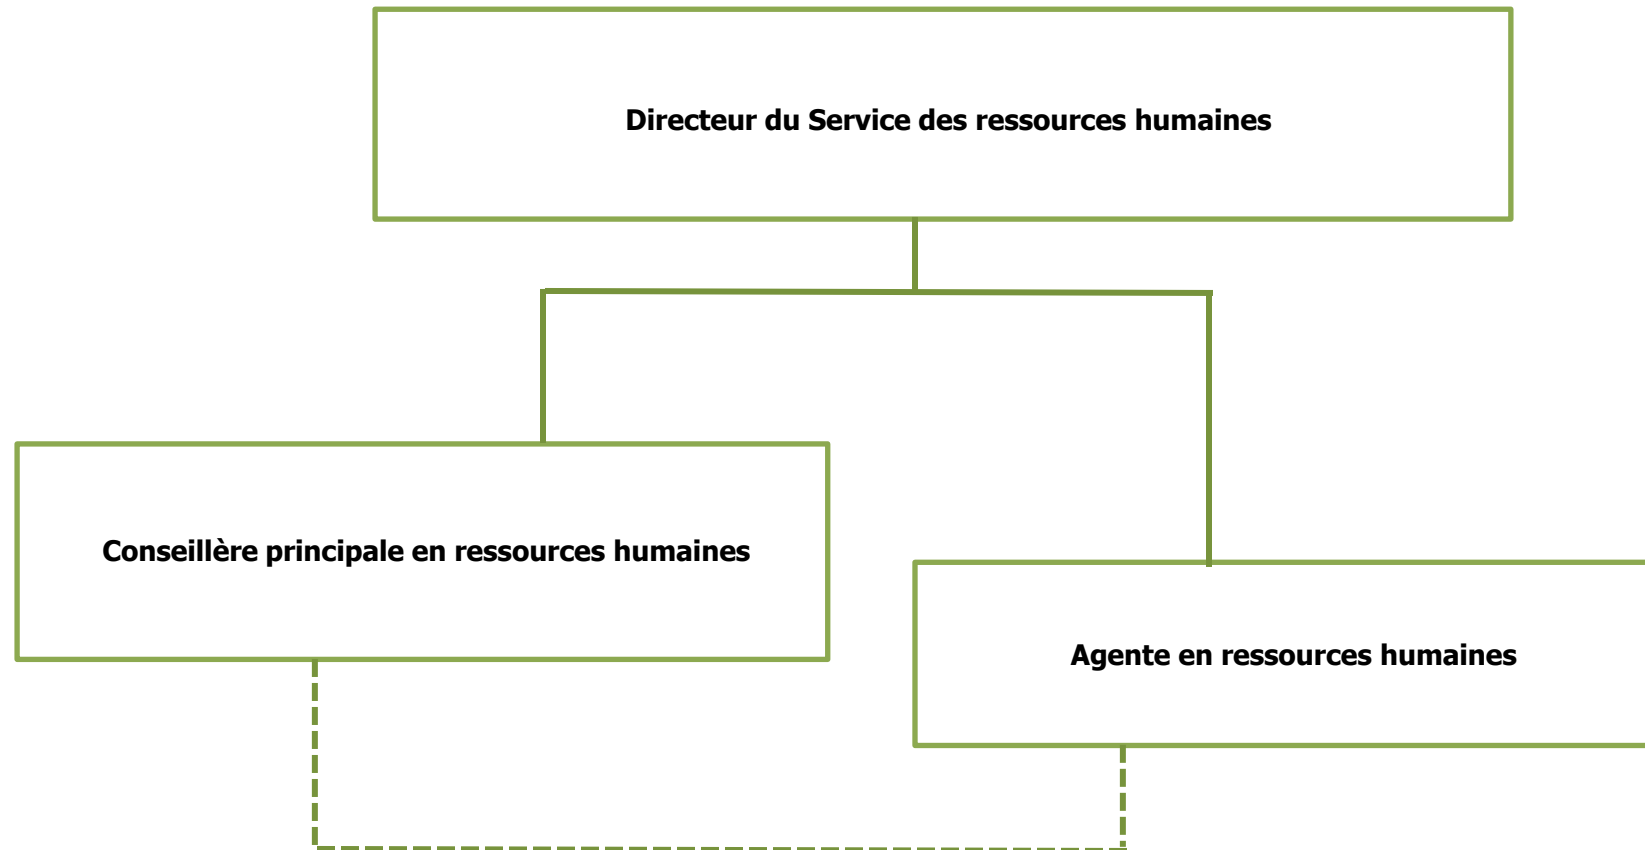 Directeur du Service des ressources humaines
Conseillère principale en ressources humaines
Agente en ressources humaines